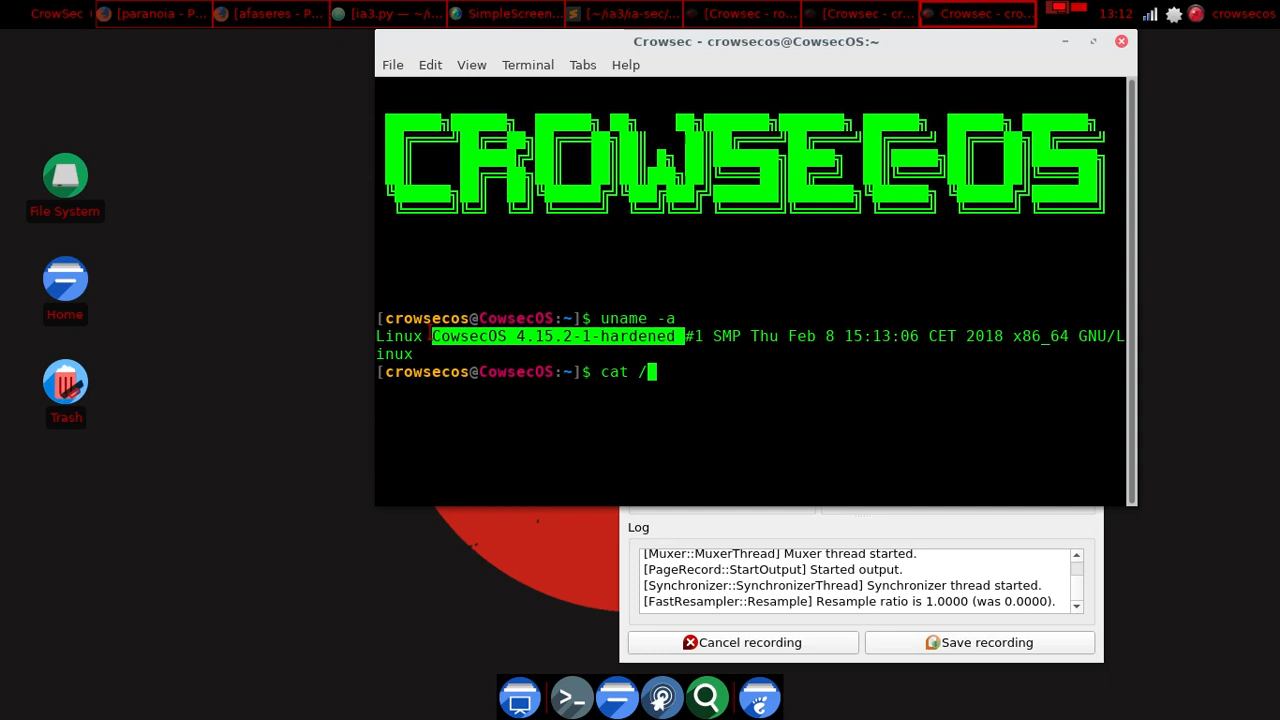 CrowSec
[paranoia - P...
[afaseres - P...
[ia3.py — ~/i...
SimpleScreen...
[~/ia3/ia-sec/...
[Crowsec - ro...
[Crowsec - cr...
Crowsec - cro...
13:12
crowsecos
Crowsec - crowsecos@CowsecOS:~
File Edit View Terminal Tabs Help
CROWSECOS
[crowsecos@CowsecOS:~]$ uname -a
Linux CowsecOS 4.15.2-1-hardened #1 SMP Thu Feb 8 15:13:06 CET 2018 x86_64 GNU/L
inux
[crowsecos@CowsecOS:~]$ cat /
File System
Home
Trash
Log
[Muxer::MuxerThread] Muxer thread started.
[PageRecord::StartOutput] Started output.
[Synchronizer::SynchronizerThread] Synchronizer thread started.
[FastResampler::Resample] Resample ratio is 1.0000 (was 0.0000).
Cancel recording
Save recording